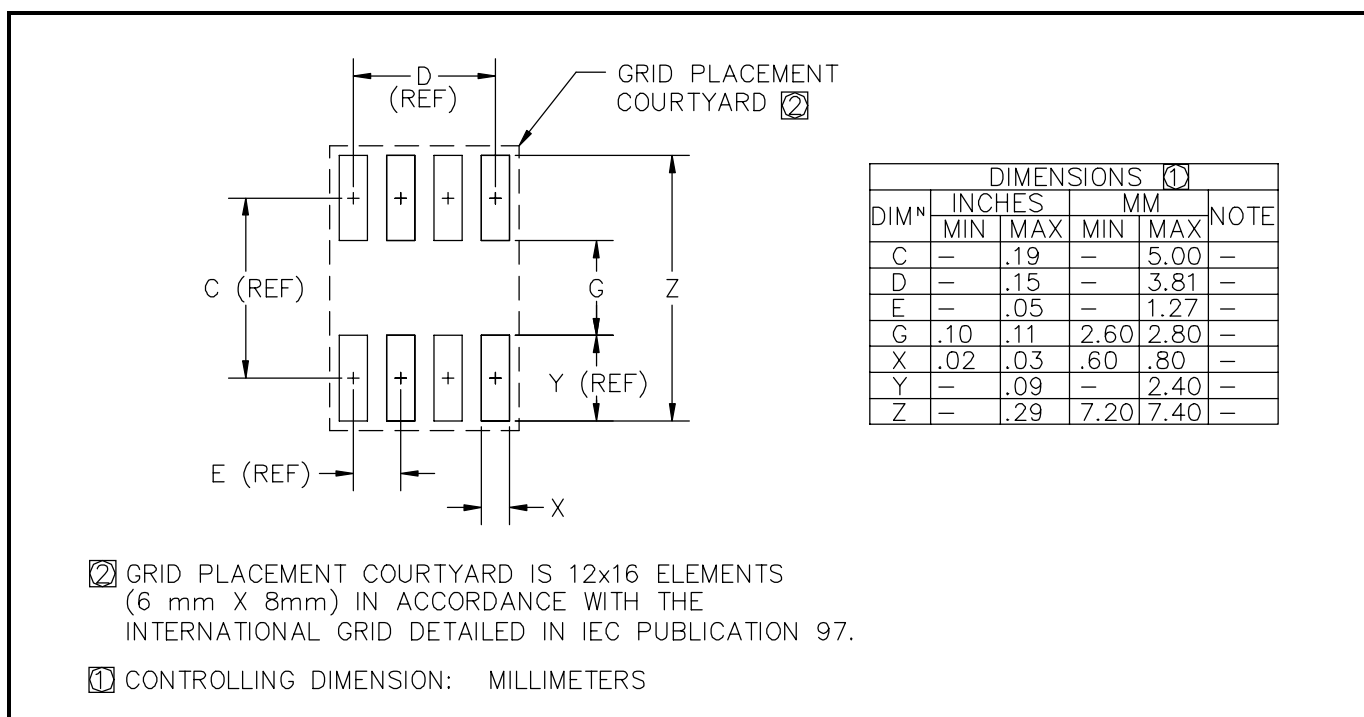 D
(REF)
GRID PLACEMENT
COURTYARD ②
C (REF)
G
Z
Y (REF)
E (REF)
X
DIMENSIONS ①
DIMᴺ INCHES MM NOTE
MIN MAX MIN MAX
C – .19 – 5.00 –
D – .15 – 3.81 –
E – .05 – 1.27 –
G .10 .11 2.60 2.80 –
X .02 .03 .60 .80 –
Y – .09 – 2.40 –
Z – .29 7.20 7.40 –
② GRID PLACEMENT COURTYARD IS 12x16 ELEMENTS
(6 mm X 8mm) IN ACCORDANCE WITH THE
INTERNATIONAL GRID DETAILED IN IEC PUBLICATION 97.
① CONTROLLING DIMENSION: MILLIMETERS